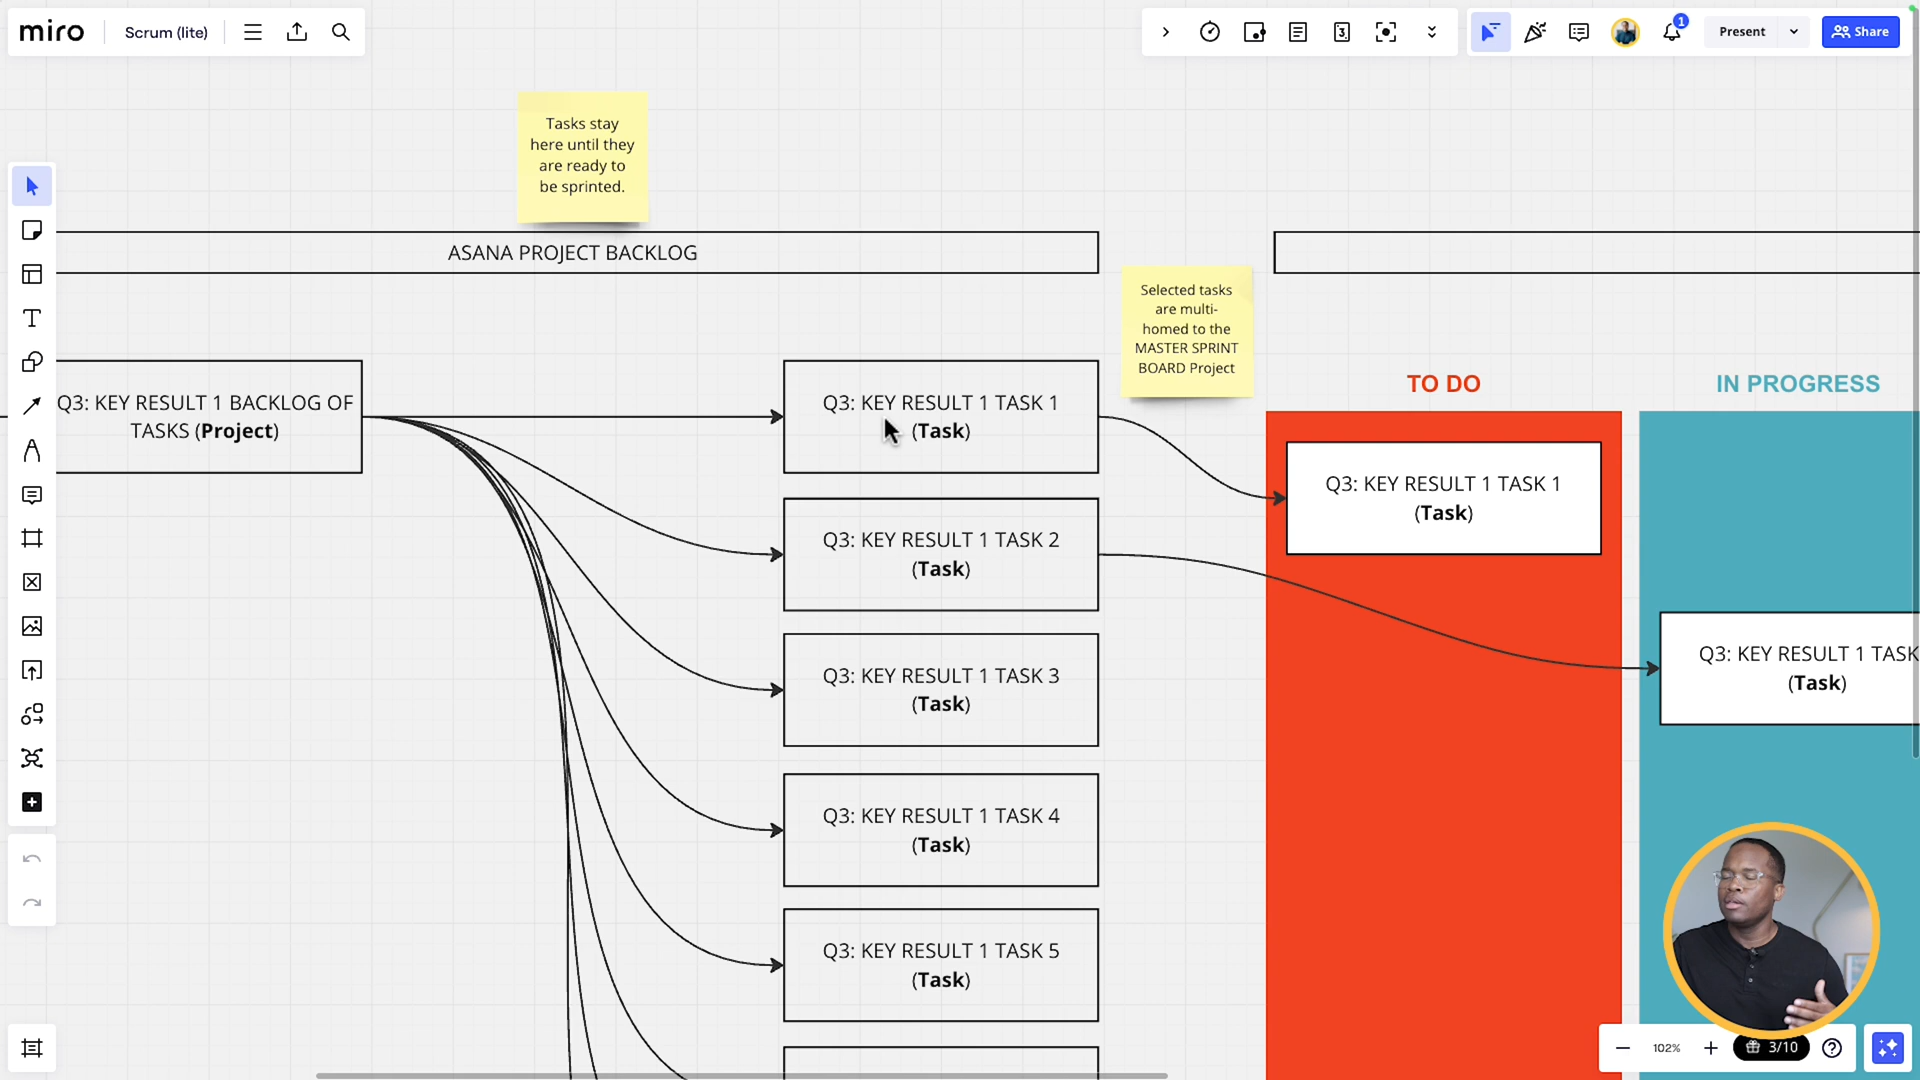 miro
Scrum (lite)
3
1
Present
Share
Tasks stay
here until they
are ready to
be sprinted.
ASANA PROJECT BACKLOG
Selected tasks
are multi-
homed to the
MASTER SPRINT
BOARD Project
TO DO
IN PROGRESS
Q3: KEY RESULT 1 BACKLOG OF
TASKS (Project)
Q3: KEY RESULT 1 TASK 1
(Task)
Q3: KEY RESULT 1 TASK 1
(Task)
Q3: KEY RESULT 1 TASK 2
(Task)
Q3: KEY RESULT 1 TASK
(Task)
Q3: KEY RESULT 1 TASK 3
(Task)
Q3: KEY RESULT 1 TASK 4
(Task)
Q3: KEY RESULT 1 TASK 5
(Task)
102%
3/10